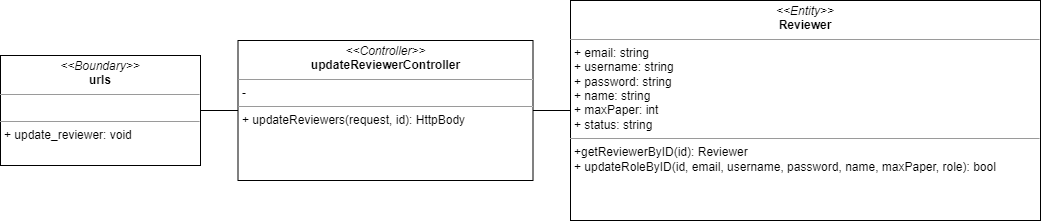 <<Boundary>>
urls
+ update_reviewer: void
<<Controller>>
updateReviewerController
-
+ updateReviewers(request, id): HttpBody
<<Entity>>
Reviewer
+ email: string
+ username: string
+ password: string
+ name: string
+ maxPaper: int
+ status: string
+getReviewerByID(id): Reviewer
+ updateRoleByID(id, email, username, password, name, maxPaper, role): bool